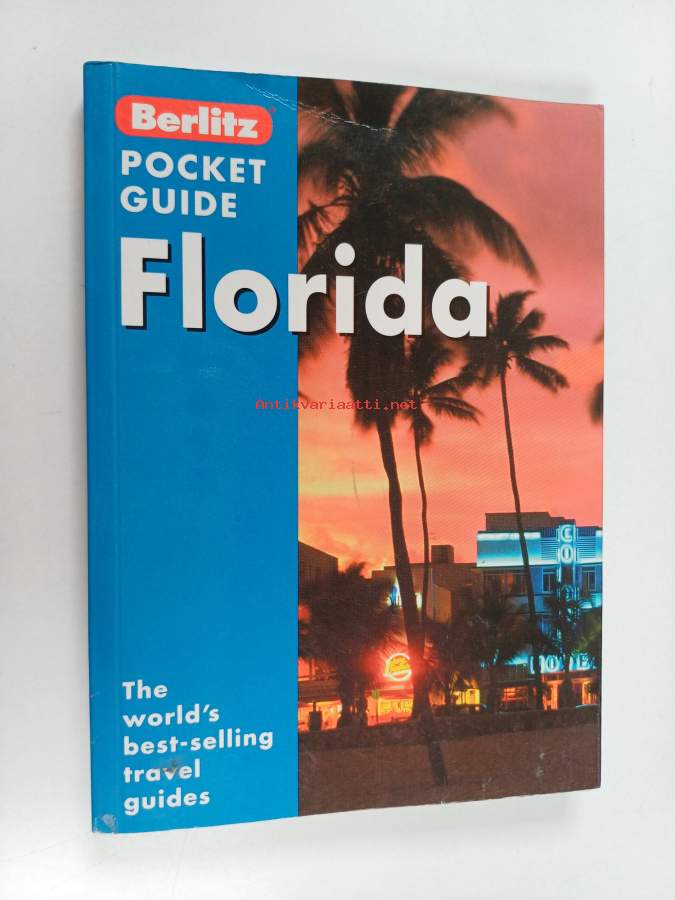 Berlitz
POCKET
GUIDE
Florida
Antikvariaatti.net
The
world's
best-selling
travel
guides